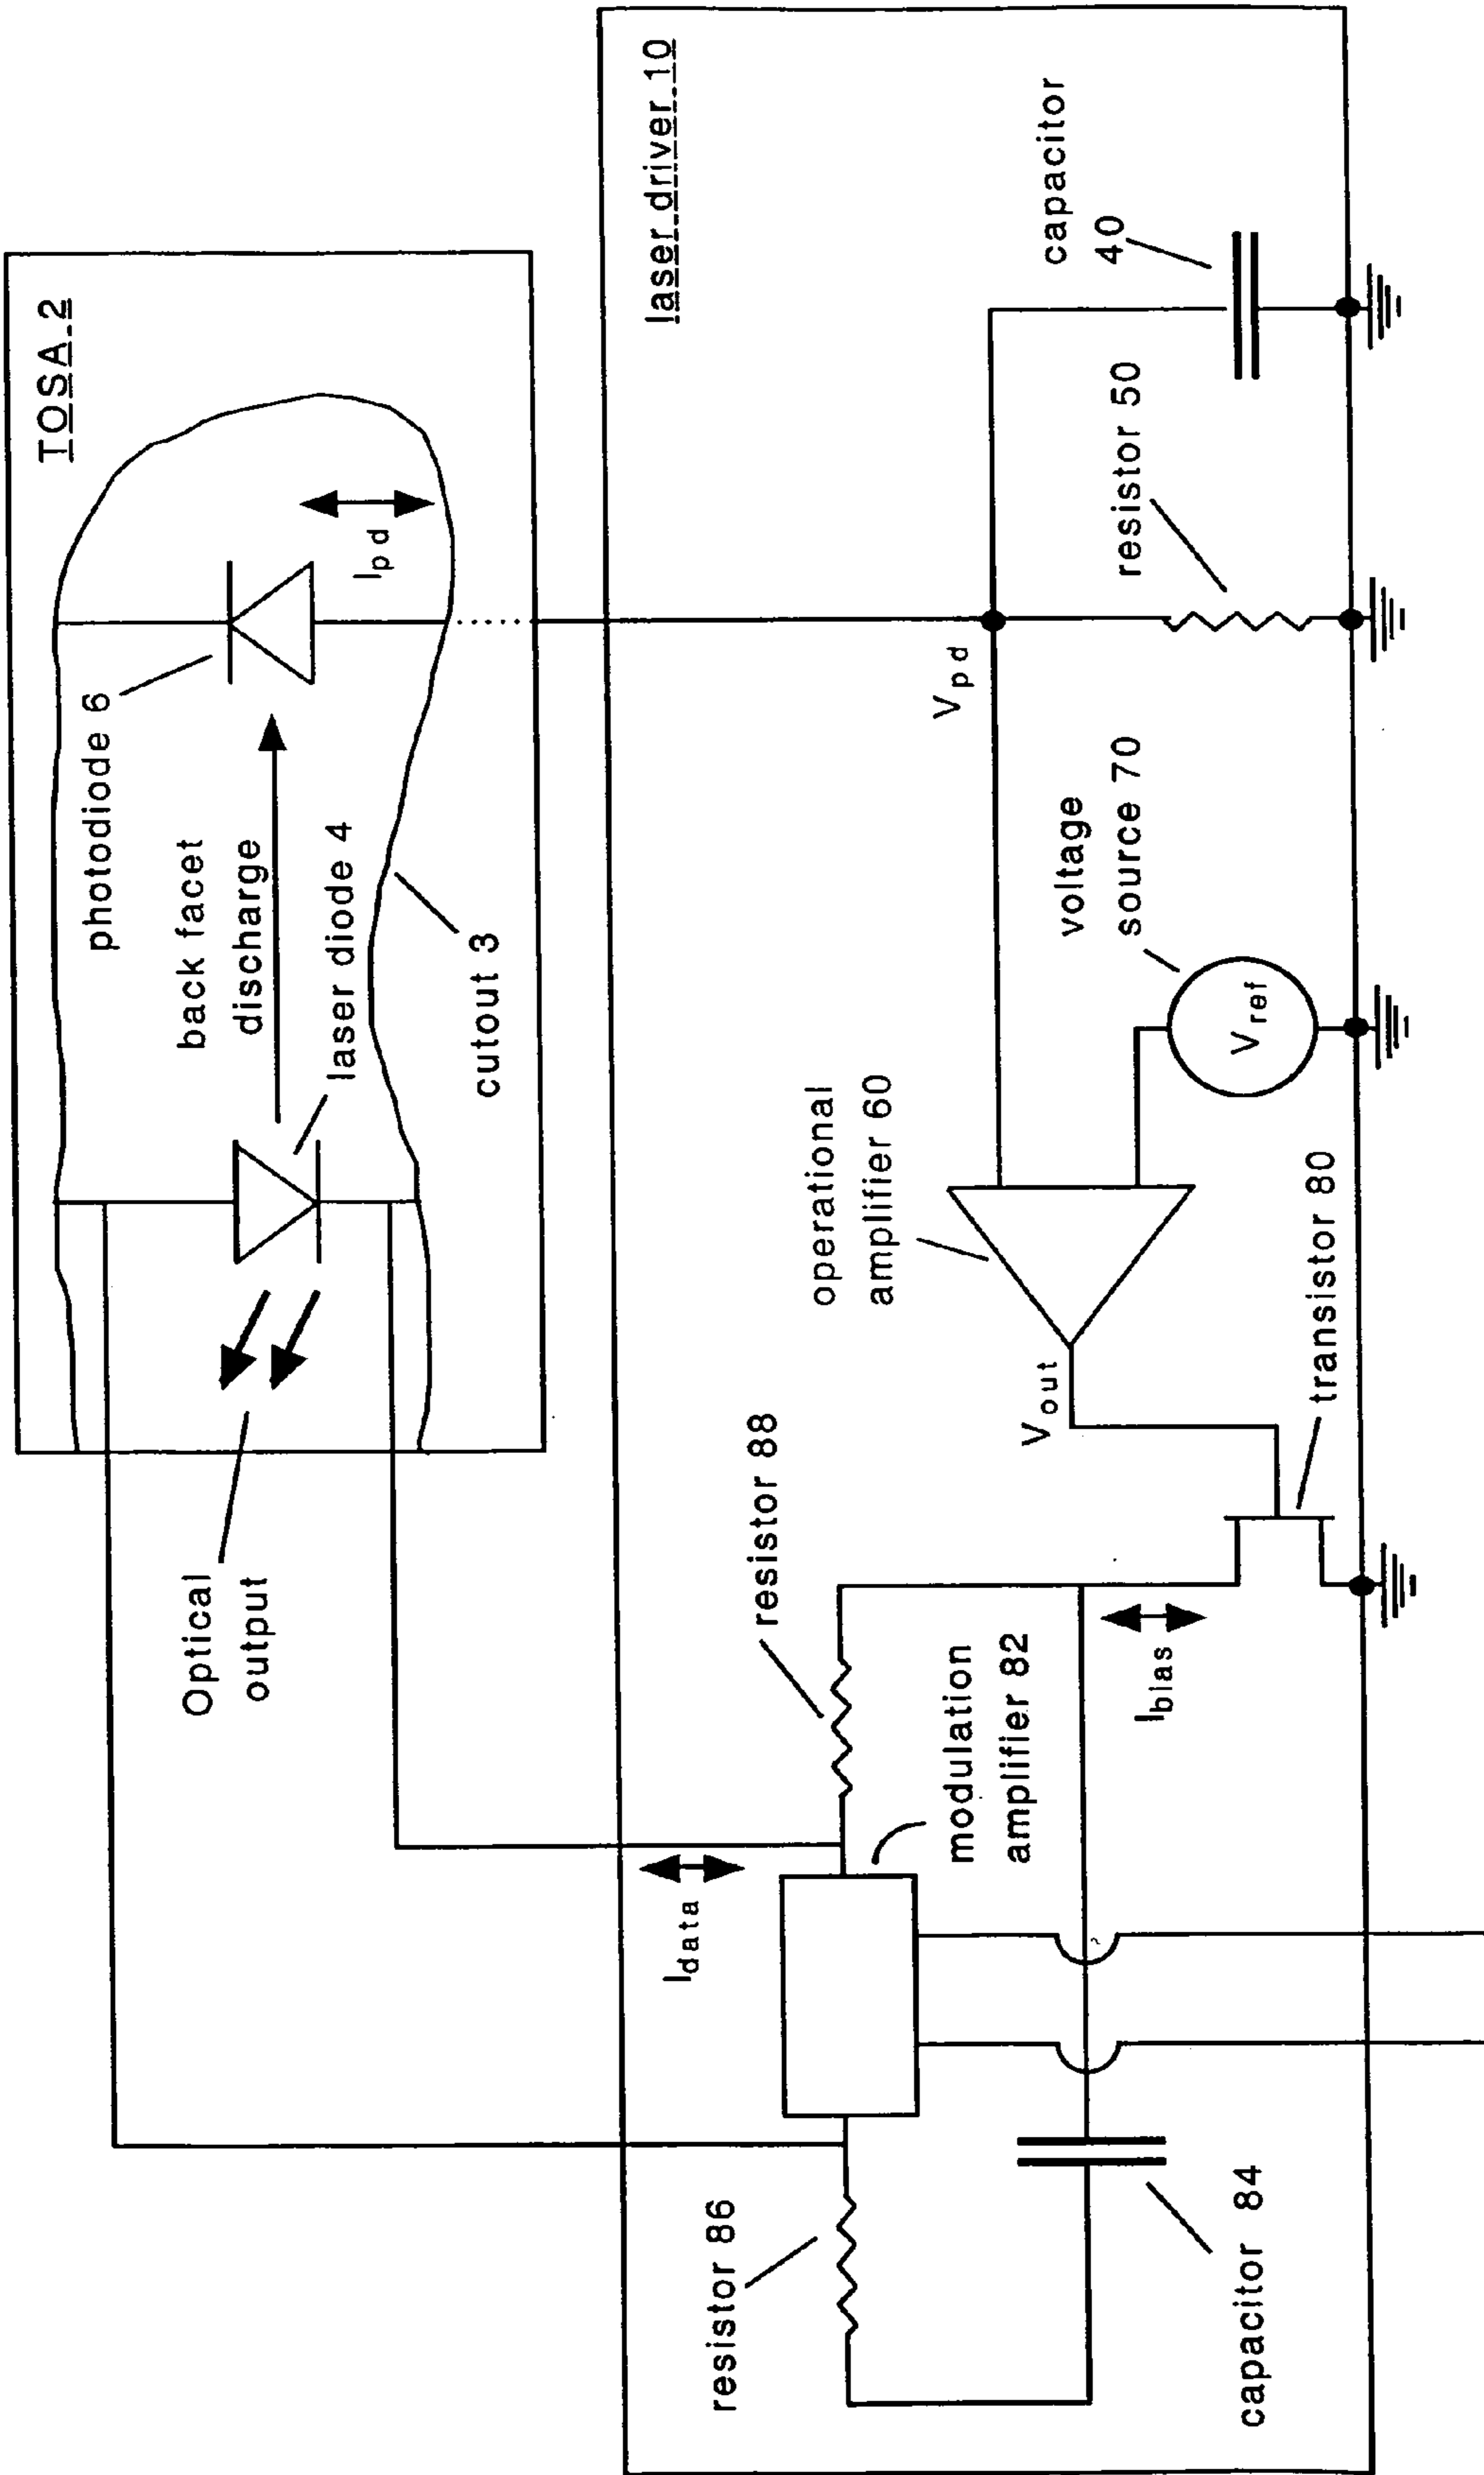 TOSA 2
photodiode 6
back facet
discharge
laser diode 4
cutout 3
Ipd
Optical
output
laser driver 10
capacitor
40
resistor 50
Vpd
voltage
source 70
Vref
operational
amplifier 60
Vout
transistor 80
resistor 88
modulation
amplifier 82
Ibias
Idata
resistor 86
capacitor 84